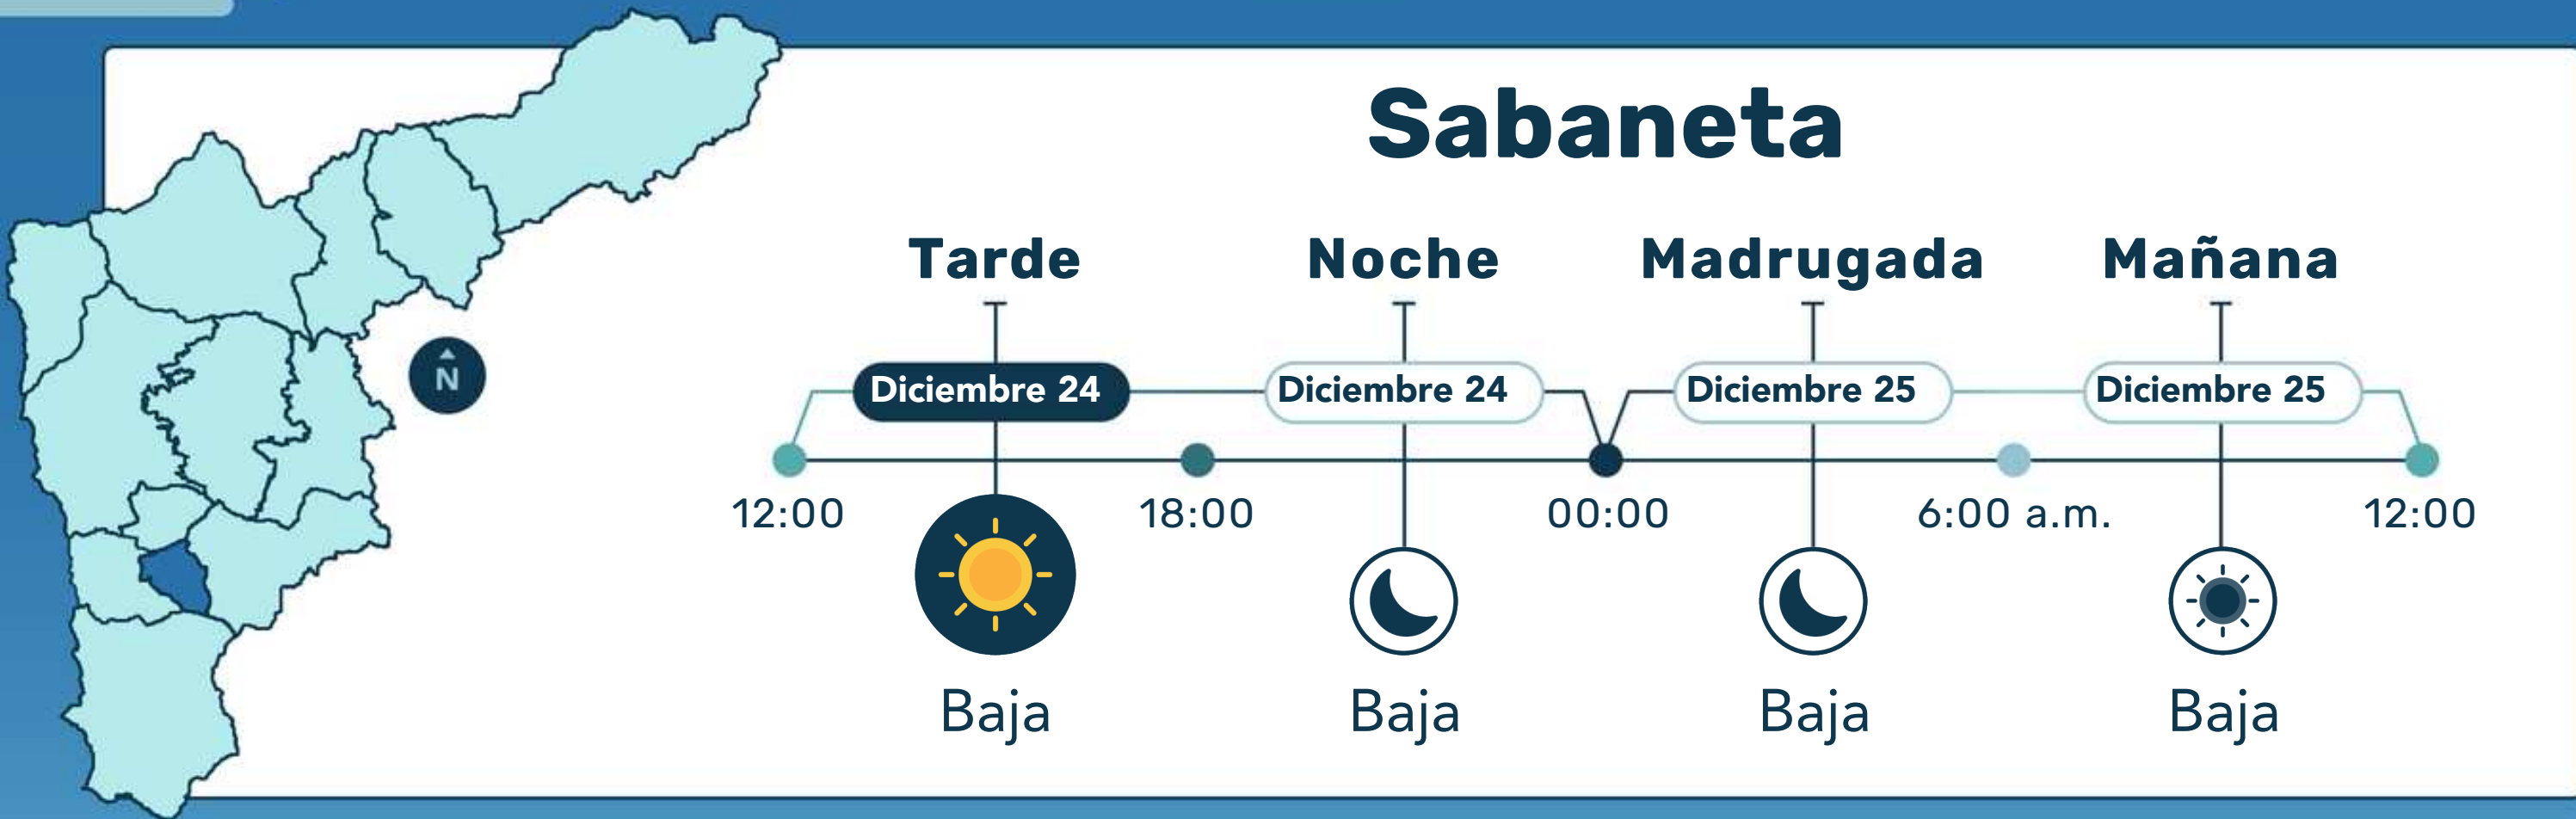 Sabaneta
Tarde Noche Madrugada Mañana
Diciembre 24 Diciembre 24 Diciembre 25 Diciembre 25
N
12:00 18:00 00:00 6:00 a.m. 12:00
Baja Baja Baja Baja